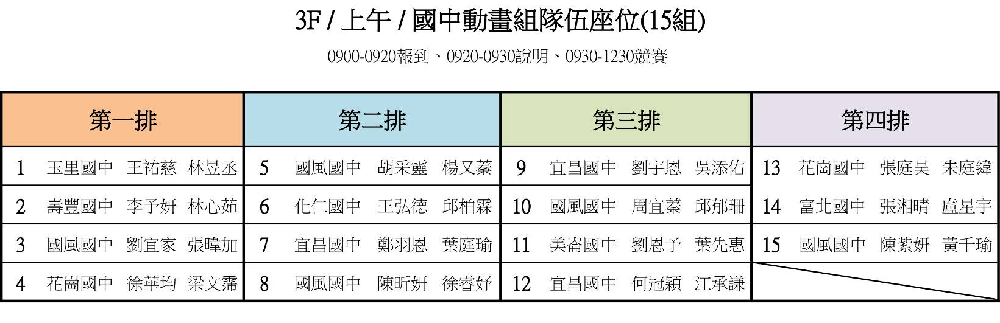 3F / 上午 / 國中動畫組隊伍座位(15組)
0900-0920報到、0920-0930說明、0930-1230競賽
第一排 第二排 第三排 第四排
1 玉里國中 王祐慈 林昱丞 5 國風國中 胡采靈 楊又蓁 9 宜昌國中 劉宇恩 吳添佑 13 花崗國中 張庭昊 朱庭緯
2 壽豐國中 李予妍 林心茹 6 化仁國中 王弘德 邱柏霖 10 國風國中 周宜蓁 邱郁珊 14 富北國中 張湘晴 盧星宇
3 國風國中 劉宜家 張暐加 7 宜昌國中 鄭羽恩 葉庭瑜 11 美崙國中 劉恩予 葉先惠 15 國風國中 陳紫妍 黃千瑜
4 花崗國中 徐華均 梁文霈 8 國風國中 陳昕妍 徐睿妤 12 宜昌國中 何冠穎 江承謙